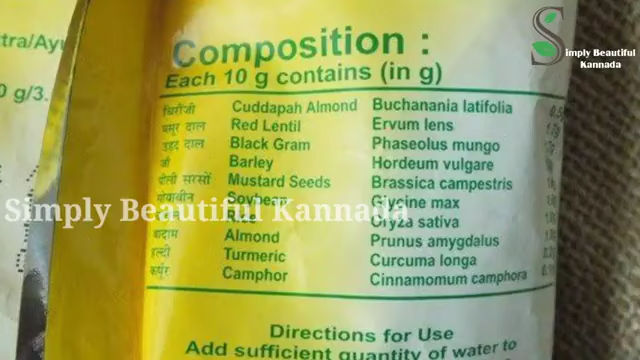 Simply Beautiful
Kannada
tra/Ayu
0 g/3.
Composition :
Each 10 g contains (in g)
चिरौंजी Cuddapah Almond Buchanania latifolia
मसूर दाल Red Lentil Ervum lens
उड़द दाल Black Gram Phaseolus mungo
जौ Barley Hordeum vulgare
पीली सरसों Mustard Seeds Brassica campestris
सोयाबीन Soybean Glycine max
Simply Beautiful Kannada
Rice Oryza sativa
बादाम Almond Prunus amygdalus
हल्दी Turmeric Curcuma longa
कर्पूर Camphor Cinnamomum camphora
Directions for Use
Add sufficient quantity of water to